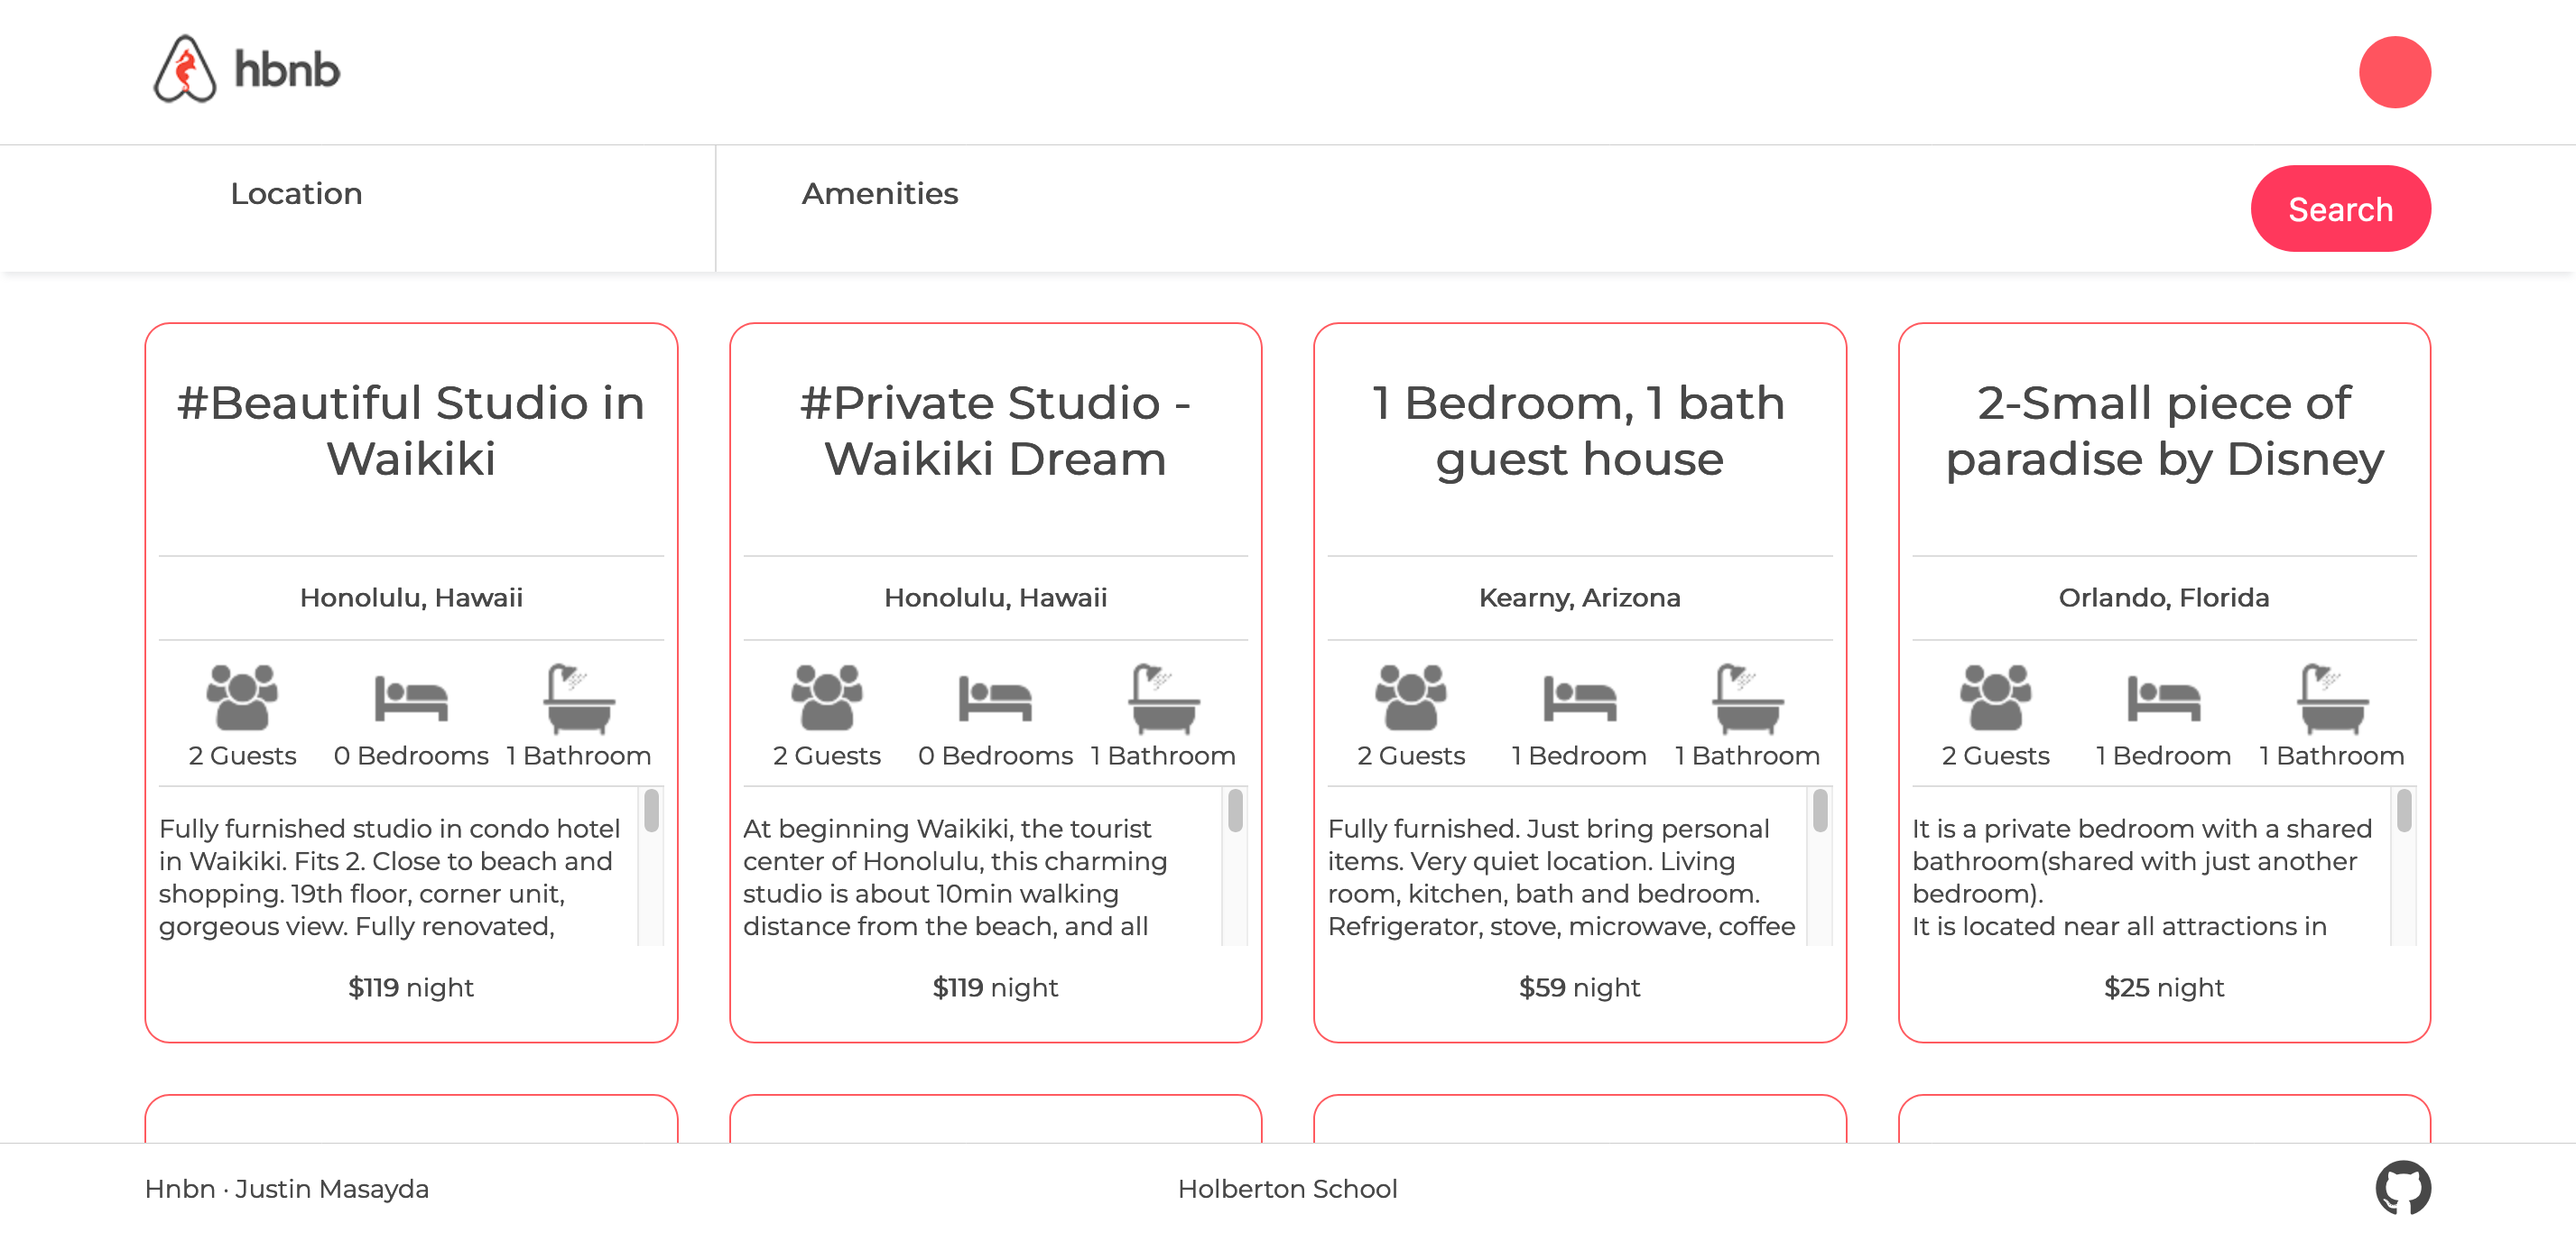 hbnb
Location
Amenities
Search
#Beautiful Studio in
Waikiki
Honolulu, Hawaii
2 Guests
0 Bedrooms
1 Bathroom
Fully furnished studio in condo hotel
in Waikiki. Fits 2. Close to beach and
shopping. 19th floor, corner unit,
gorgeous view. Fully renovated,
$119 night
#Private Studio -
Waikiki Dream
Honolulu, Hawaii
2 Guests
0 Bedrooms
1 Bathroom
At beginning Waikiki, the tourist
center of Honolulu, this charming
studio is about 10min walking
distance from the beach, and all
$119 night
1 Bedroom, 1 bath
guest house
Kearny, Arizona
2 Guests
1 Bedroom
1 Bathroom
Fully furnished. Just bring personal
items. Very quiet location. Living
room, kitchen, bath and bedroom.
Refrigerator, stove, microwave, coffee
$59 night
2-Small piece of
paradise by Disney
Orlando, Florida
2 Guests
1 Bedroom
1 Bathroom
It is a private bedroom with a shared
bathroom(shared with just another
bedroom).
It is located near all attractions in
$25 night
Hnbn · Justin Masayda
Holberton School